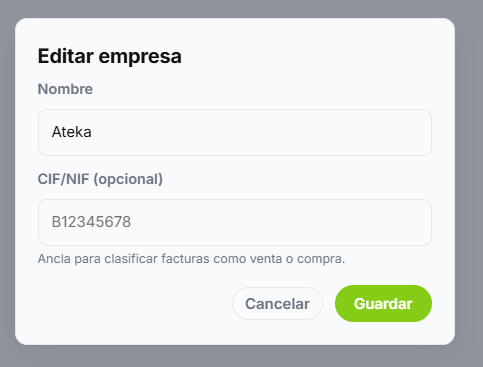 Editar empresa
Nombre
Ateka
CIF/NIF (opcional)
B12345678
Ancla para clasificar facturas como venta o compra.
Cancelar
Guardar